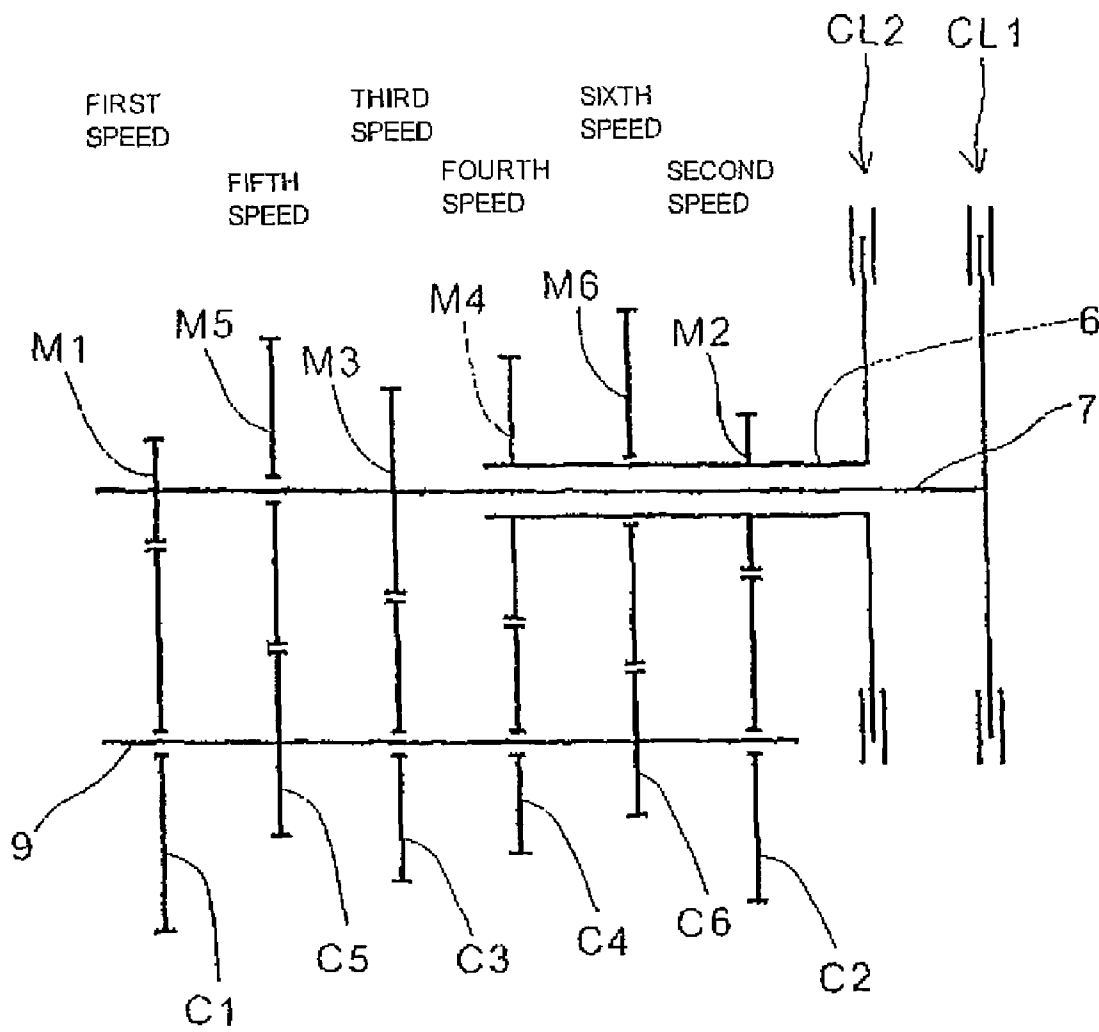 CL2 CL1
FIRST
SPEED
THIRD
SPEED
SIXTH
SPEED
FIFTH
SPEED
FOURTH
SPEED
SECOND
SPEED
M1
M5
M3
M4
M6
M2
6
7
9
C1
C5
C3
C4
C6
C2